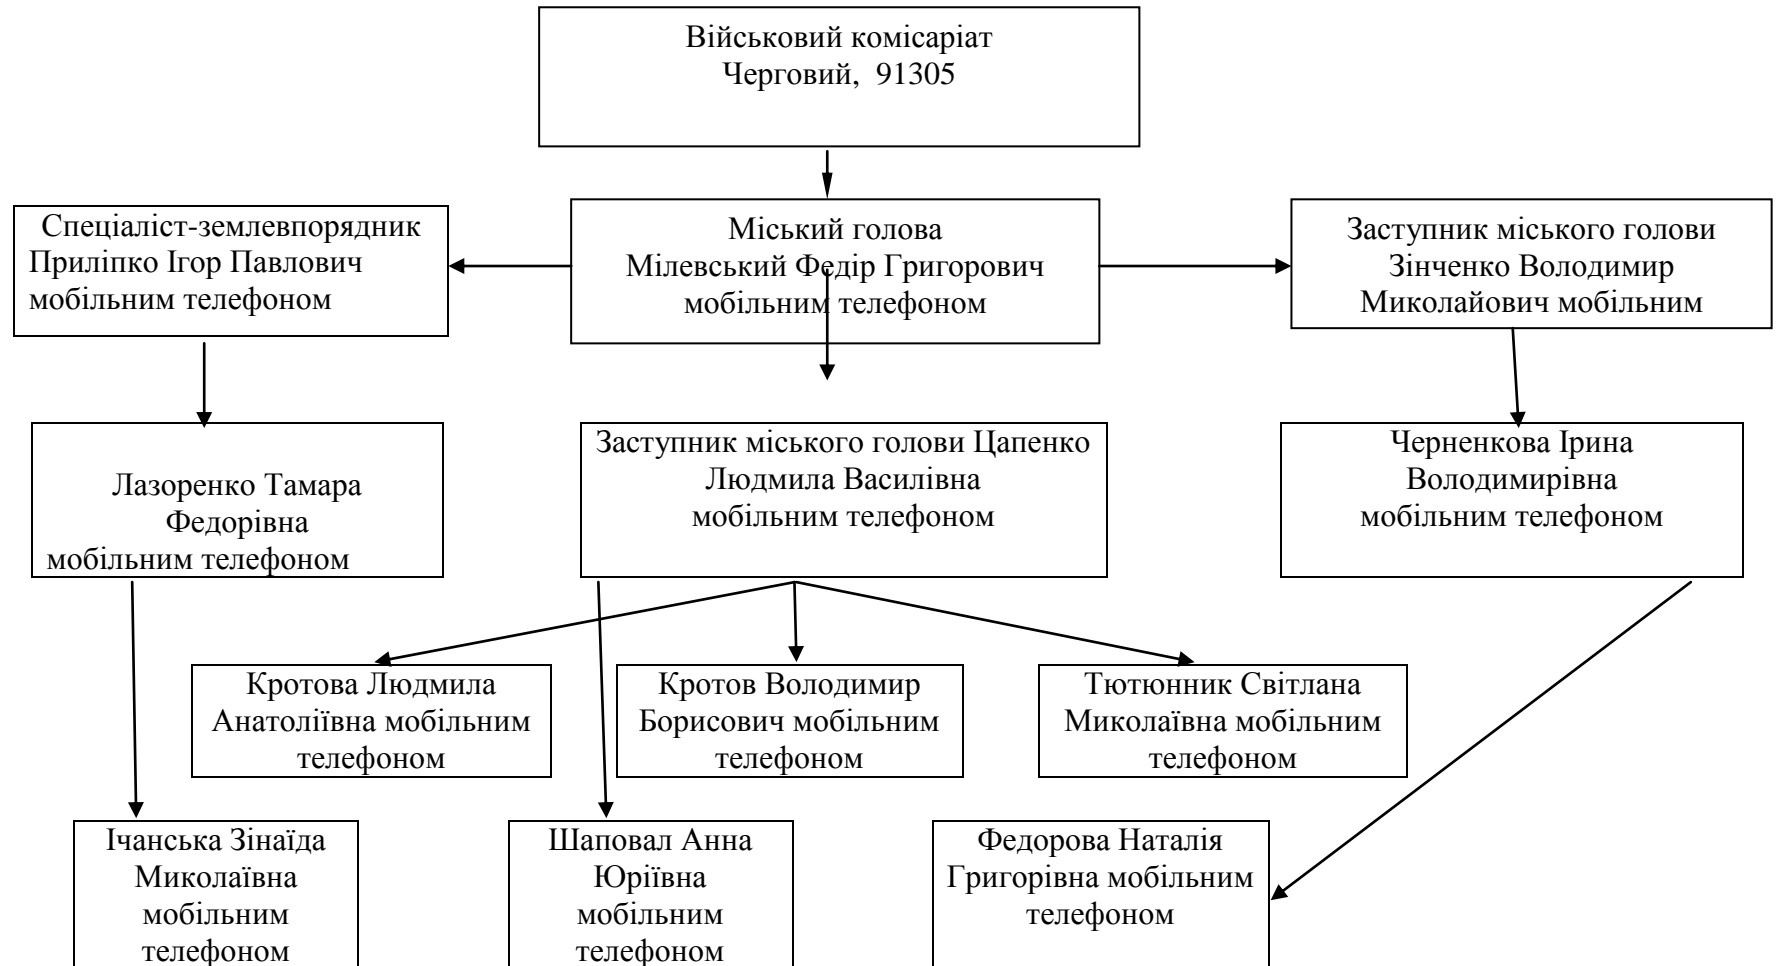 Військовий комісаріат
Черговий, 91305
Спеціаліст-землевпорядник
Приліпко Ігор Павлович
мобільним телефоном
Міський голова
Мілевський Федір Григорович
мобільним телефоном
Заступник міського голови
Зінченко Володимир
Миколайович мобільним
Лазоренко Тамара
Федорівна
мобільним телефоном
Заступник міського голови Цапенко
Людмила Василівна
мобільним телефоном
Черненкова Ірина
Володимирівна
мобільним телефоном
Кротова Людмила
Анатоліївна мобільним
телефоном
Кротов Володимир
Борисович мобільним
телефоном
Тютюнник Світлана
Миколаївна мобільним
телефоном
Ічанська Зінаїда
Миколаївна
мобільним
телефоном
Шаповал Анна
Юріївна
мобільним
телефоном
Федорова Наталія
Григорівна мобільним
телефоном